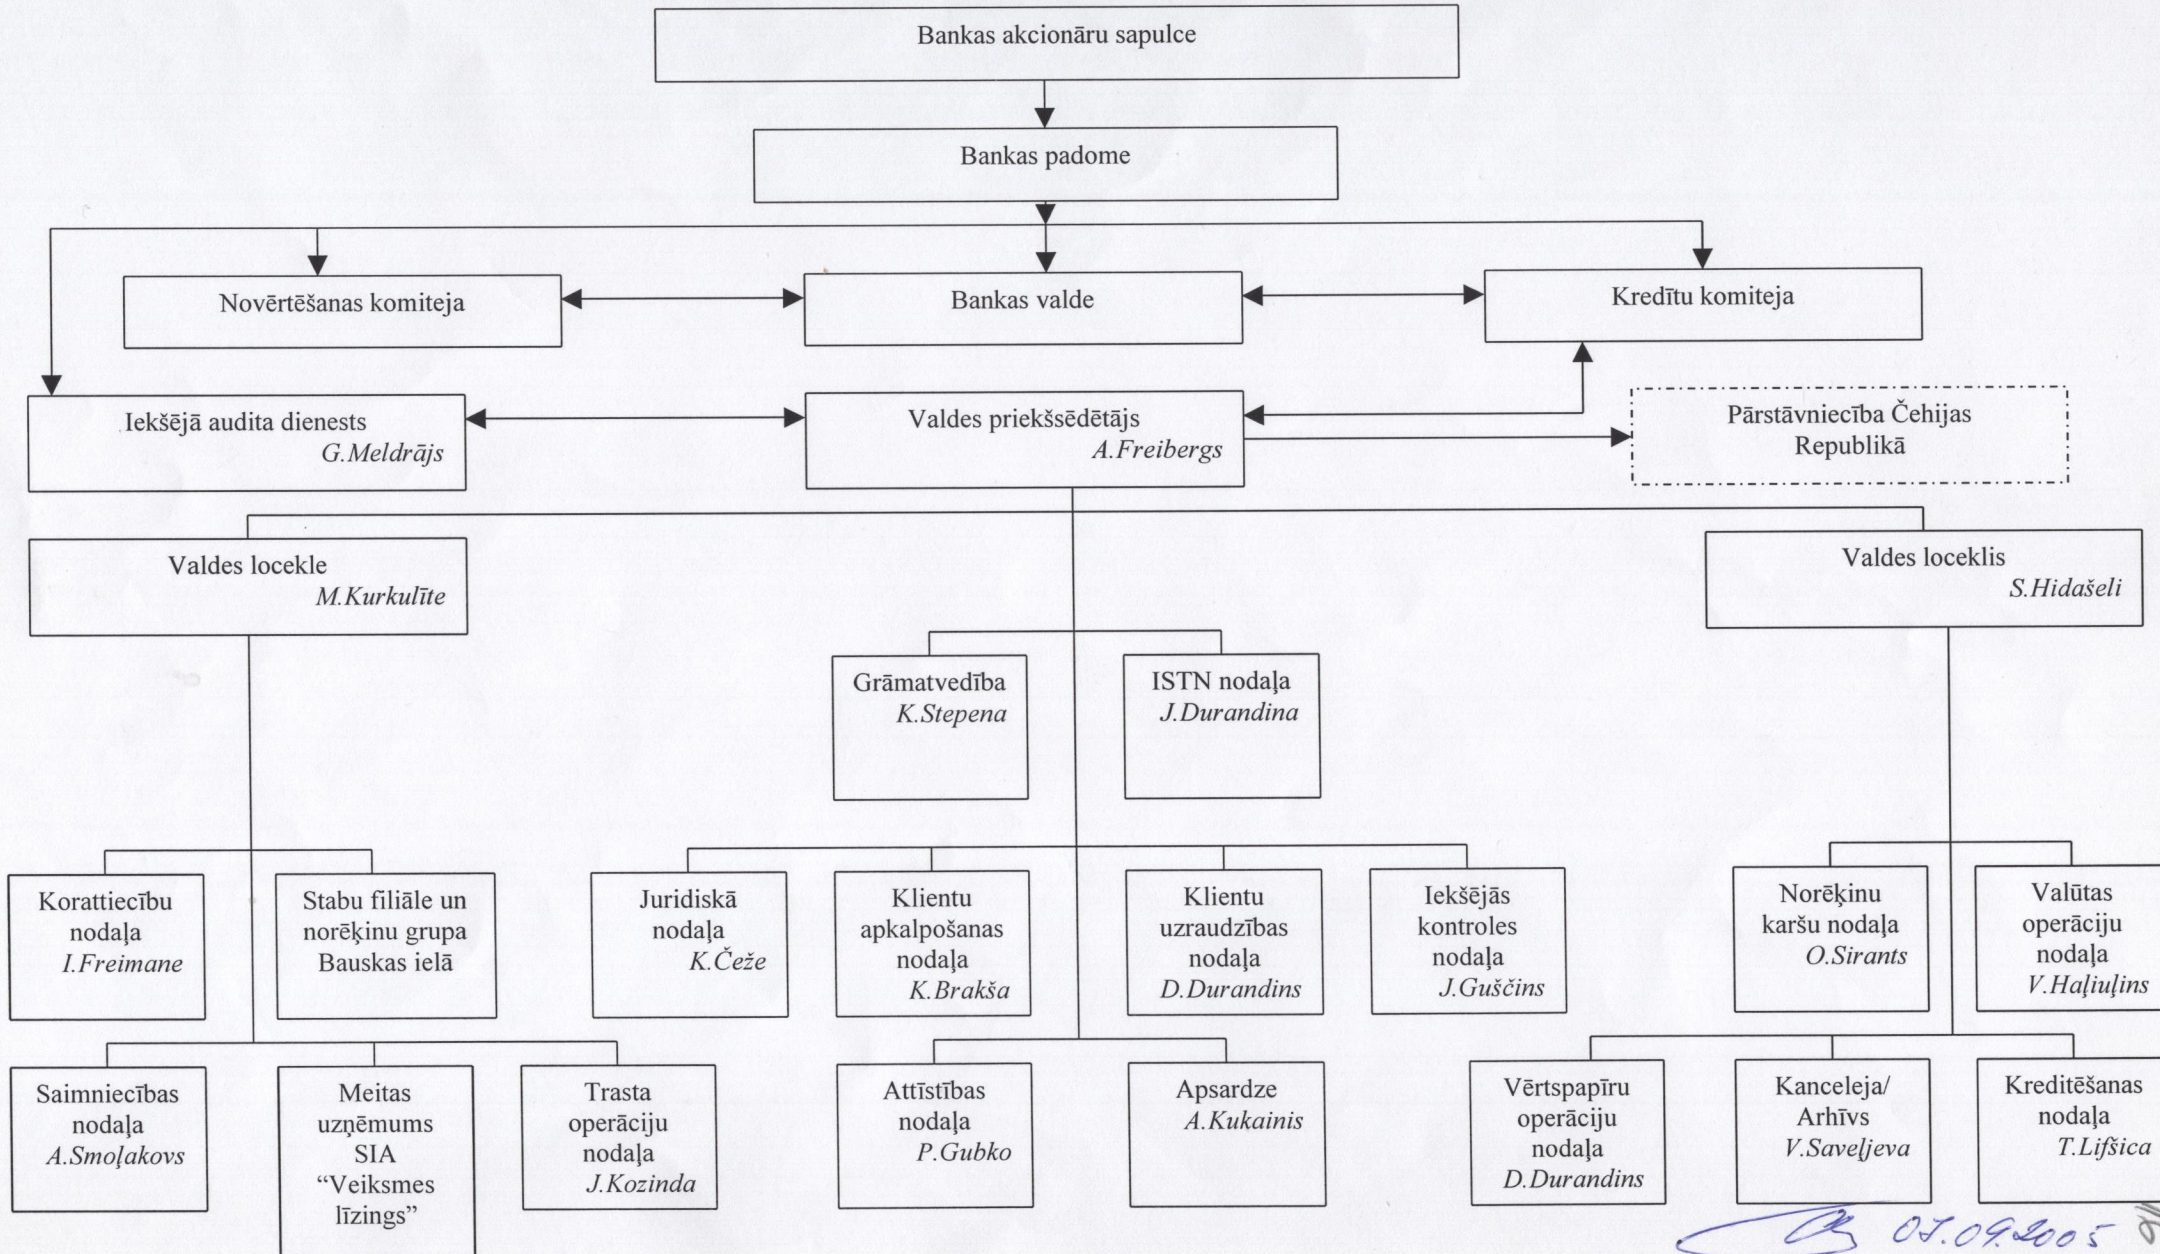 Bankas akcionāru sapulce
Bankas padome
Novērtēšanas komiteja
Bankas valde
Kredītu komiteja
Iekšējā audita dienests
G.Meldrājs
Valdes priekšsēdētājs
A.Freibergs
Pārstāvniecība Čehijas
Republikā
Valdes locekle
M.Kurkulīte
Valdes loceklis
S.Hidašeli
Grāmatvedība
K.Stepena
ISTN nodaļa
J.Durandina
Korattiecību
nodaļa
I.Freimane
Stabu filiāle un
norēķinu grupa
Bauskas ielā
Juridiskā
nodaļa
K.Čeže
Klientu
apkalpošanas
nodaļa
K.Brakša
Klientu
uzraudzības
nodaļa
D.Durandins
Iekšējās
kontroles
nodaļa
J.Guščins
Norēķinu
karšu nodaļa
O.Sirants
Valūtas
operāciju
nodaļa
V.Haļiuļins
Saimniecības
nodaļa
A.Smoļakovs
Meitas
uzņēmums
SIA
“Veiksmes
līzings”
Trasta
operāciju
nodaļa
J.Kozinda
Attīstības
nodaļa
P.Gubko
Apsardze
A.Kukainis
Vērtspapīru
operāciju
nodaļa
D.Durandins
Kanceleja/
Arhīvs
V.Saveļjeva
Kreditēšanas
nodaļa
T.Lifšica